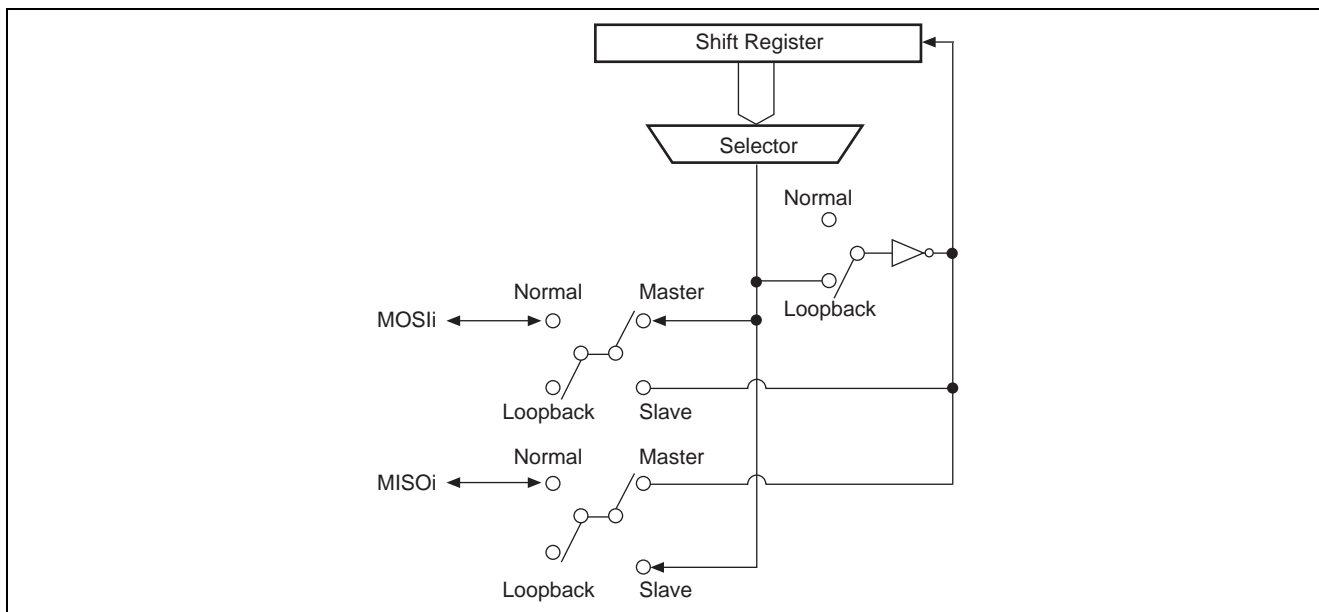 Shift Register
Selector
Normal
Loopback
Normal Master
MOSIi
Loopback Slave
Normal Master
MISOi
Loopback Slave